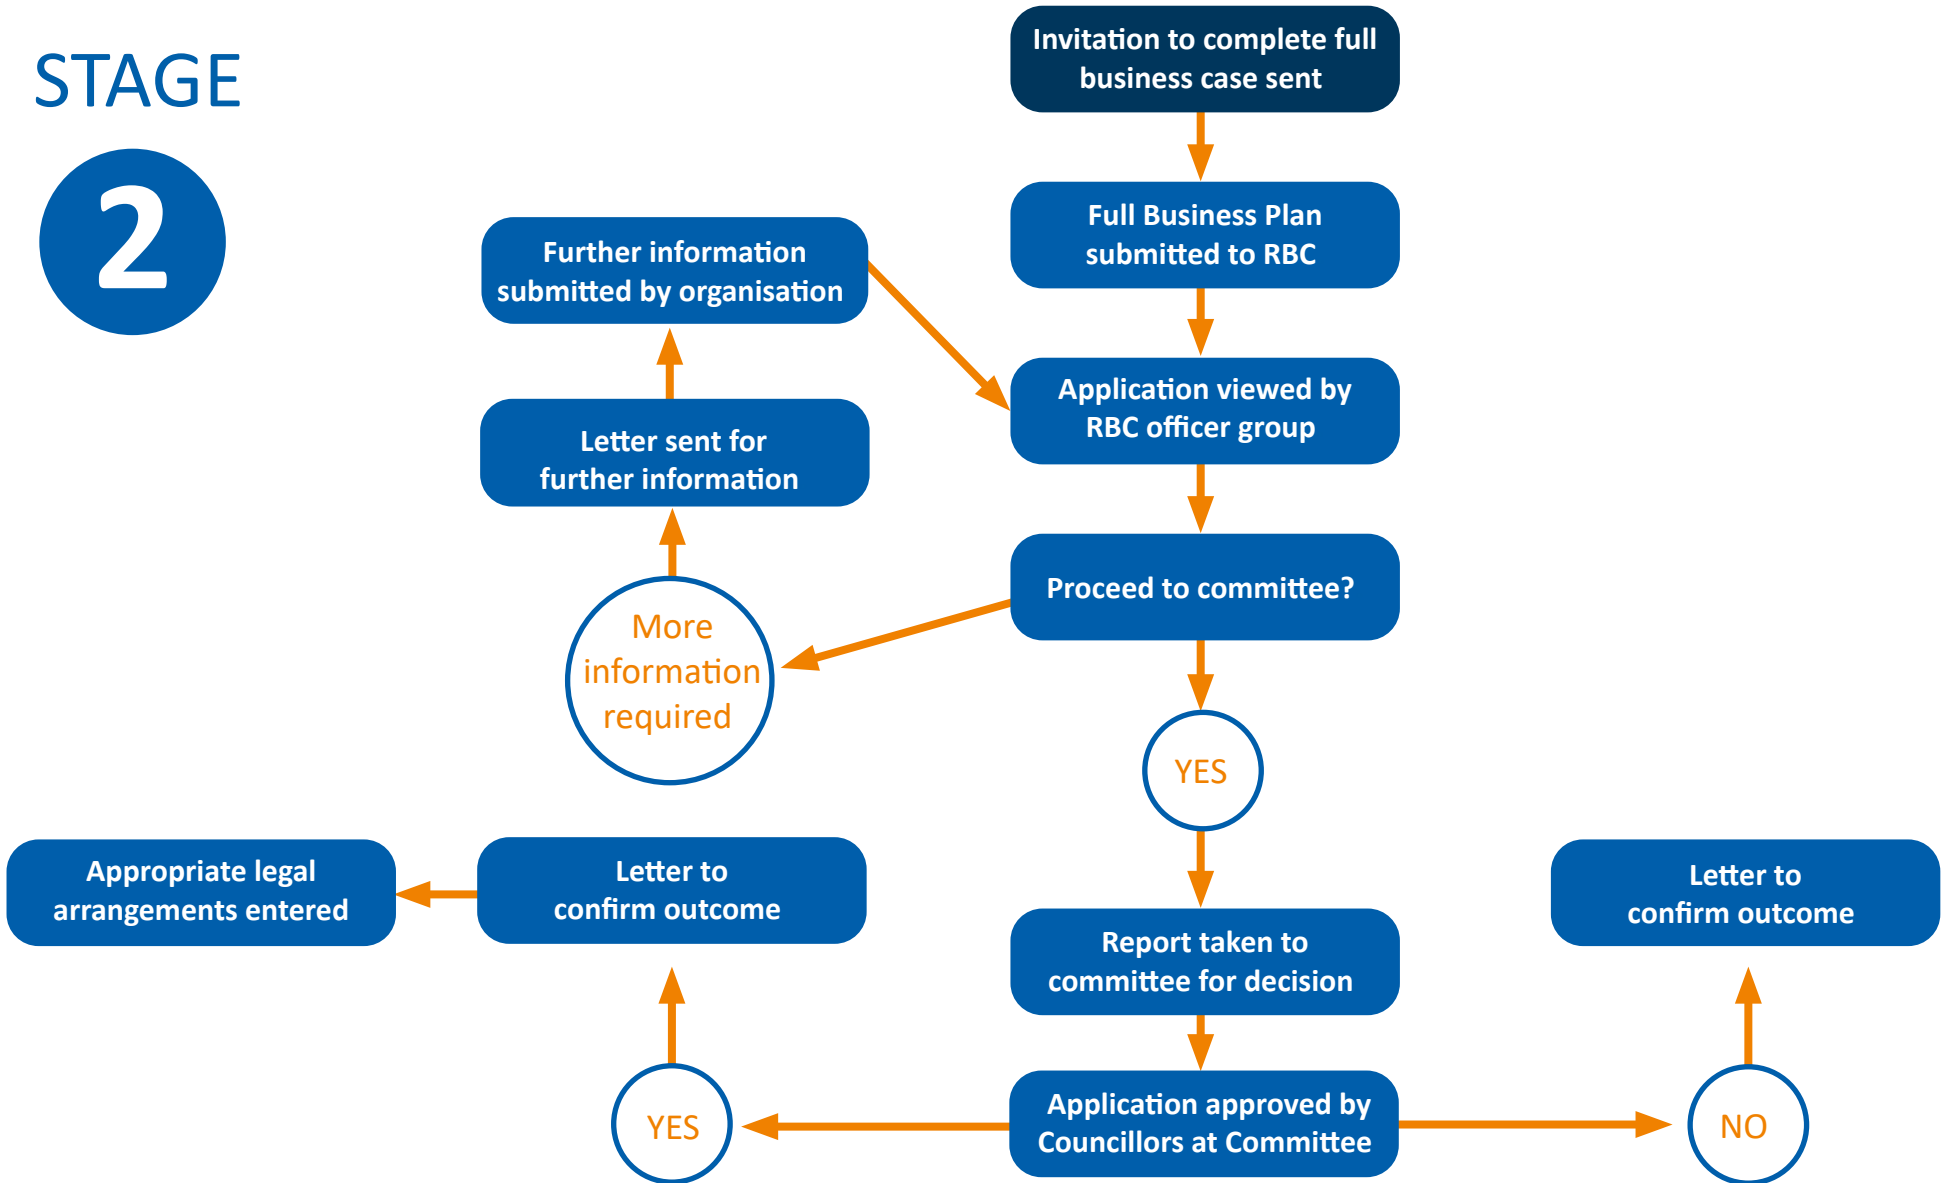 STAGE
2
Invitation to complete full
business case sent
Full Business Plan
submitted to RBC
Further information
submitted by organisation
Application viewed by
RBC officer group
Letter sent for
further information
Proceed to committee?
More
information
required
YES
Appropriate legal
arrangements entered
Letter to
confirm outcome
Letter to
confirm outcome
Report taken to
committee for decision
Application approved by
Councillors at Committee
YES
NO